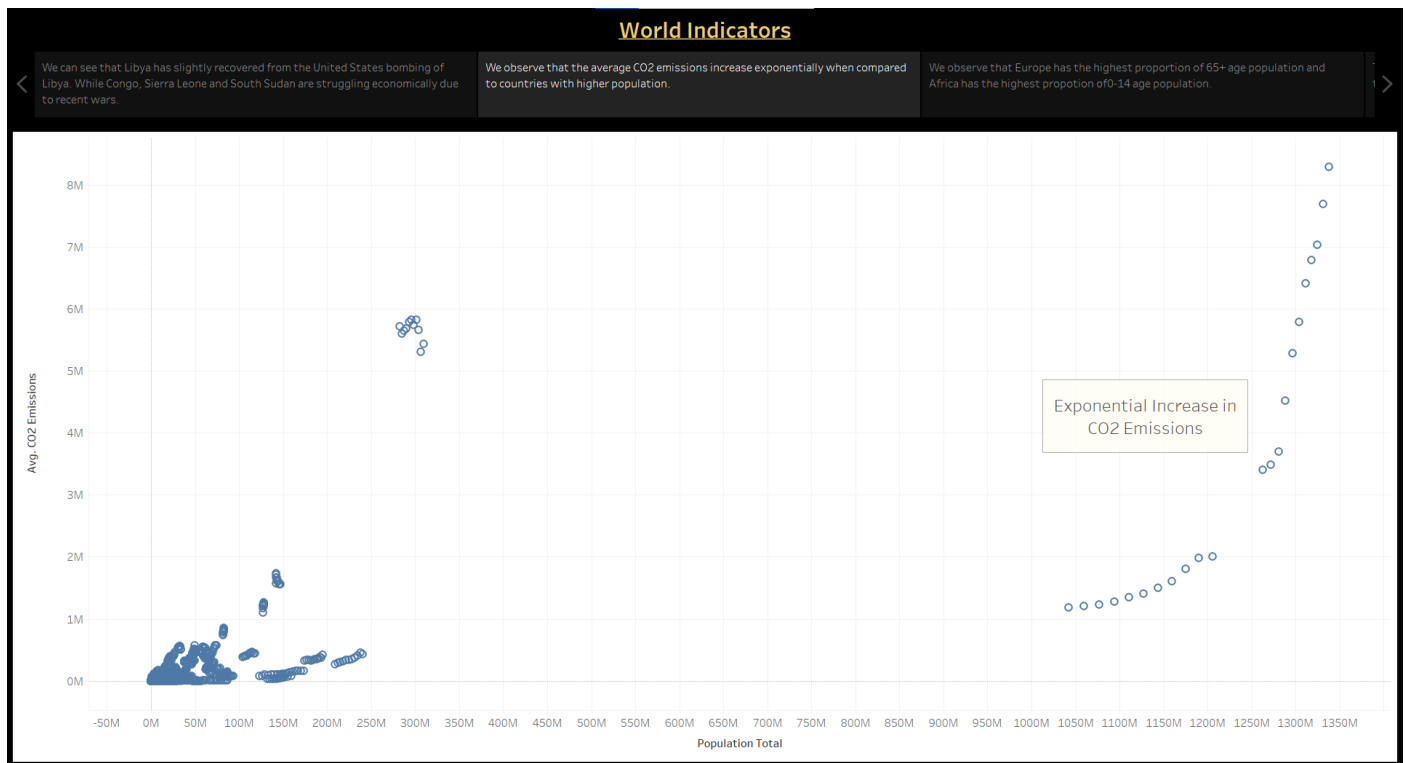 World Indicators
We can see that Libya has slightly recovered from the United States bombing of
Libya. While Congo, Sierra Leone and South Sudan are struggling economically due
to recent wars.
We observe that the average CO2 emissions increase exponentially when compared
to countries with higher population.
We observe that Europe has the highest proportion of 65+ age population and
Africa has the highest propotion of0-14 age population.
8M
7M
6M
5M
4M
3M
2M
1M
0M
Avg. CO2 Emissions
Exponential Increase in
CO2 Emissions
-50M 0M 50M 100M 150M 200M 250M 300M 350M 400M 450M 500M 550M 600M 650M 700M 750M 800M 850M 900M 950M 1000M 1050M 1100M 1150M 1200M 1250M 1300M 1350M
Population Total